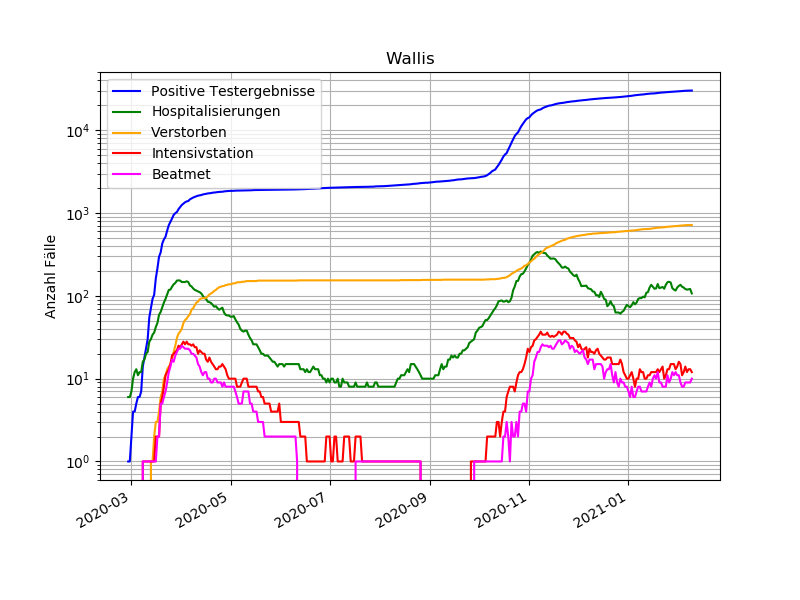 Wallis
Positive Testergebnisse
Hospitalisierungen
Verstorben
Intensivstation
Beatmet
Anzahl Fälle
10⁴
10³
10²
10¹
10⁰
2020-03
2020-05
2020-07
2020-09
2020-11
2021-01